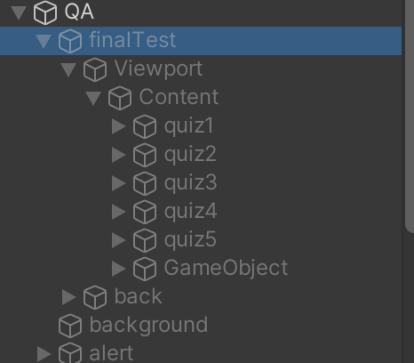 QA
finalTest
Viewport
Content
quiz1
quiz2
quiz3
quiz4
quiz5
GameObject
back
background
alert